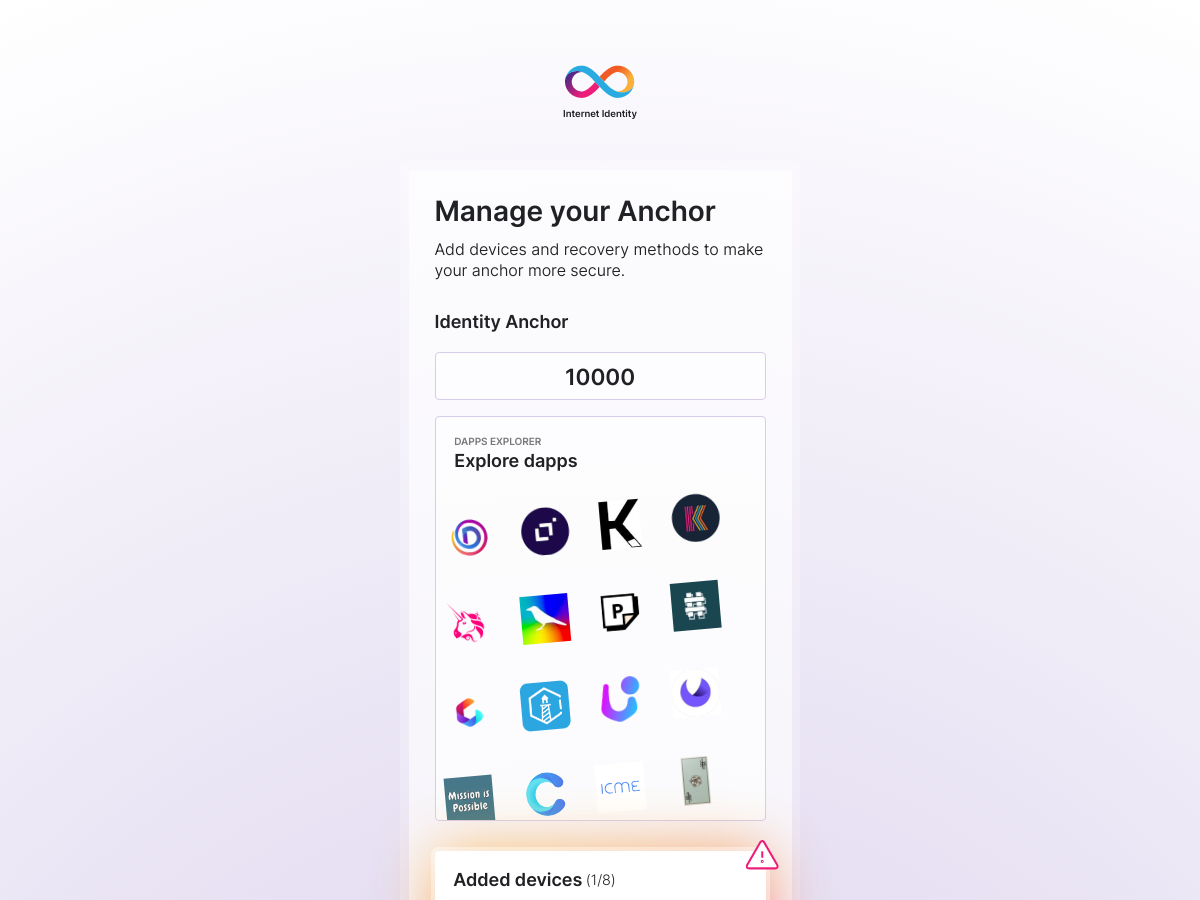 Internet Identity
Manage your Anchor
Add devices and recovery methods to make
your anchor more secure.
Identity Anchor
10000
DAPPS EXPLORER
Explore dapps
D
K
K
P
Mission is
Possible
C
ICME
Added devices (1/8)